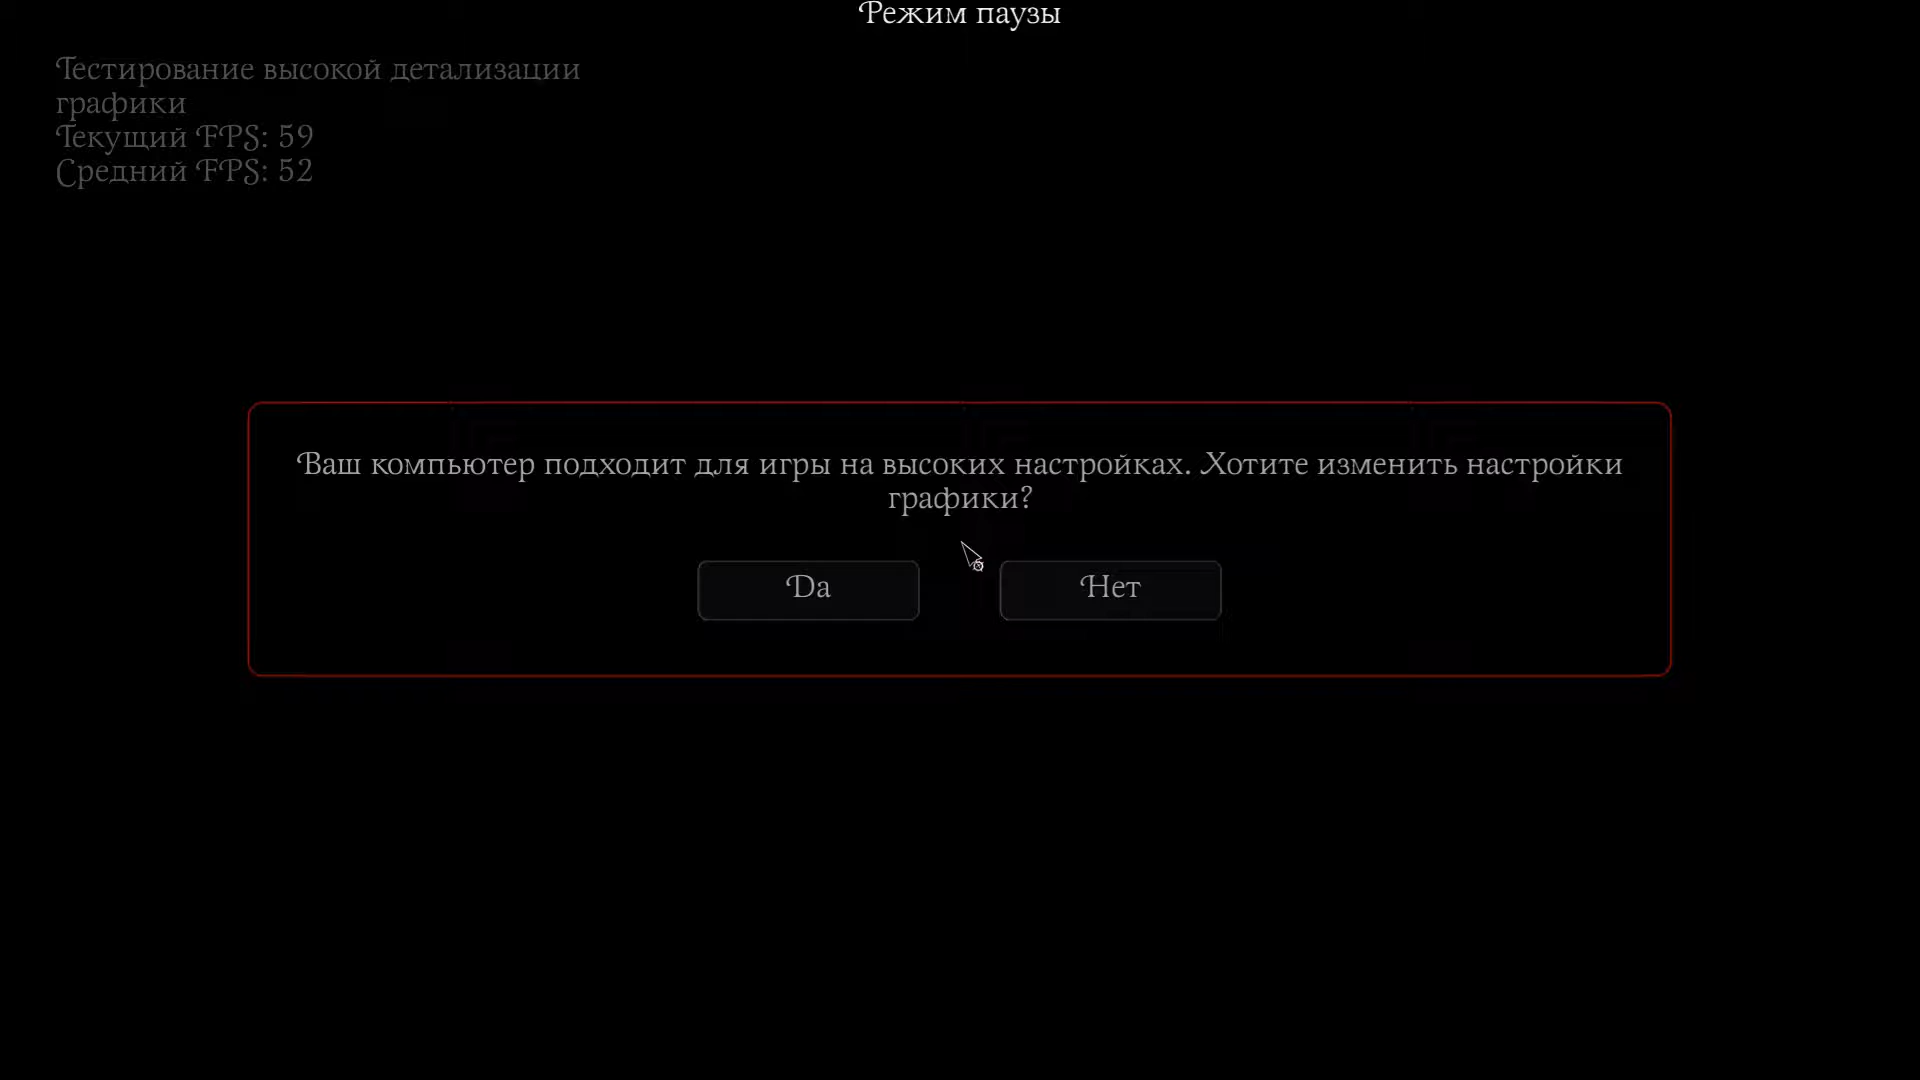 Режим паузы
Тестирование высокой детализации
графики
Текущий FPS: 59
Средний FPS: 52
Ваш компьютер подходит для игры на высоких настройках. Хотите изменить настройки
графики?
Да
Нет